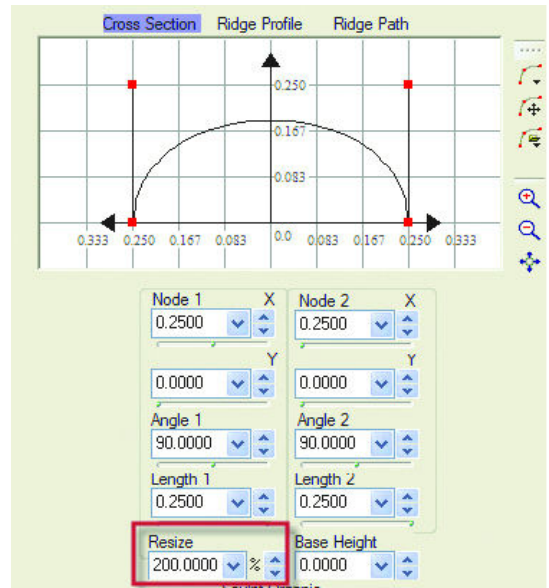 Cross Section Ridge Profile Ridge Path
0.250
0.167
0.083
0.333 0.250 0.167 0.083 0.0 0.083 0.167 0.250 0.333
Node 1 X Node 2 X
0.2500 0.2500
Y Y
0.0000 0.0000
Angle 1 Angle 2
90.0000 90.0000
Length 1 Length 2
0.2500 0.2500
Resize Base Height
200.0000 % 0.0000